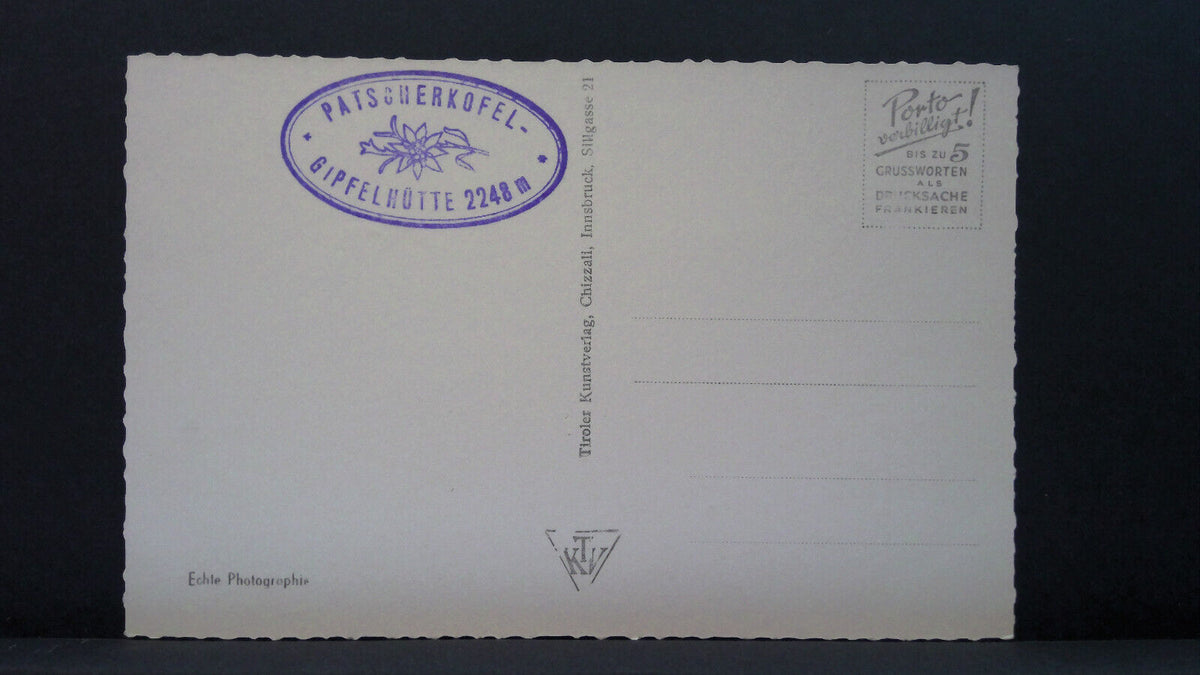 PATSCHERKOFEL-
GIPFELHÜTTE 2248 m
Tiroler Kunstverlag, Chizzali, Innsbruck, Sillgasse 21
Porto
verbilligt!
BIS ZU 5
GRUSSWORTEN
ALS
DRUCKSACHE
FRANKIEREN
KTV
Echte Photographie